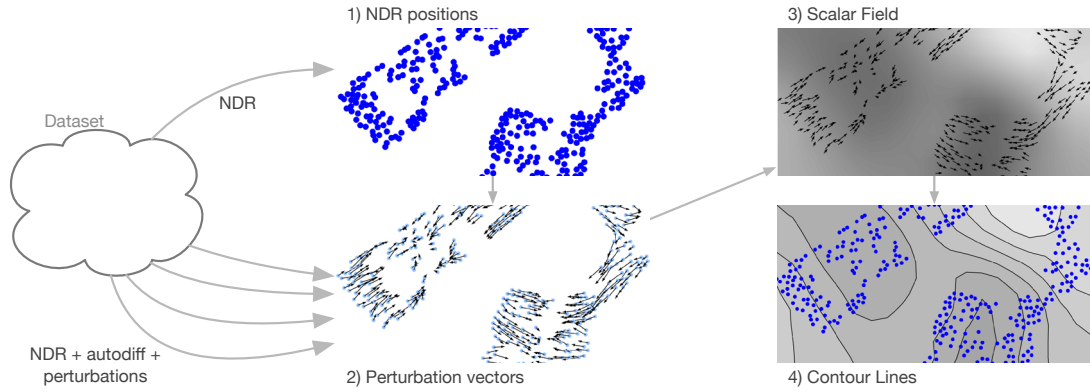 1) NDR positions
3) Scalar Field
NDR
Dataset
NDR + autodiff +
perturbations
2) Perturbation vectors
4) Contour Lines